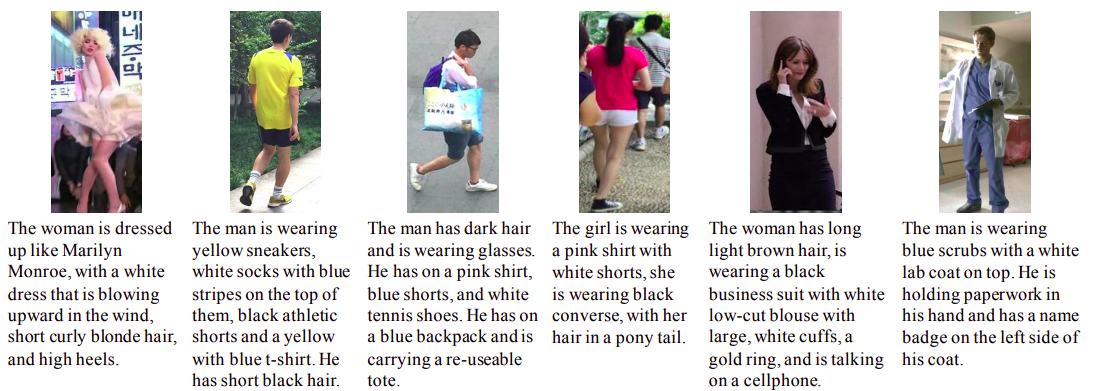 The woman is dressed
up like Marilyn
Monroe, with a white
dress that is blowing
upward in the wind,
short curly blonde hair,
and high heels.
The man is wearing
yellow sneakers,
white socks with blue
stripes on the top of
them, black athletic
shorts and a yellow
with blue t-shirt. He
has short black hair.
The man has dark hair
and is wearing glasses.
He has on a pink shirt,
blue shorts, and white
tennis shoes. He has on
a blue backpack and is
carrying a re-useable
tote.
The girl is wearing
a pink shirt with
white shorts, she
is wearing black
converse, with her
hair in a pony tail.
The woman has long
light brown hair, is
wearing a black
business suit with white
low-cut blouse with
large, white cuffs, a
gold ring, and is talking
on a cellphone.
The man is wearing
blue scrubs with a white
lab coat on top. He is
holding paperwork in
his hand and has a name
badge on the left side of
his coat.